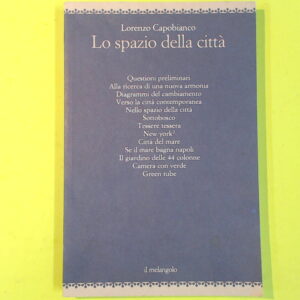 Lorenzo Capobianco
Lo spazio della città
Questioni preliminari
Alla ricerca di una nuova armonia
Diagrammi del cambiamento
Verso la città contemporanea
Nello spazio della città
Sottobosco
Tessere tessera
New york²
Città del mare
Se il mare bagna napoli
Il giardino delle 44 colonne
Camera con verde
Green tube
il melangolo